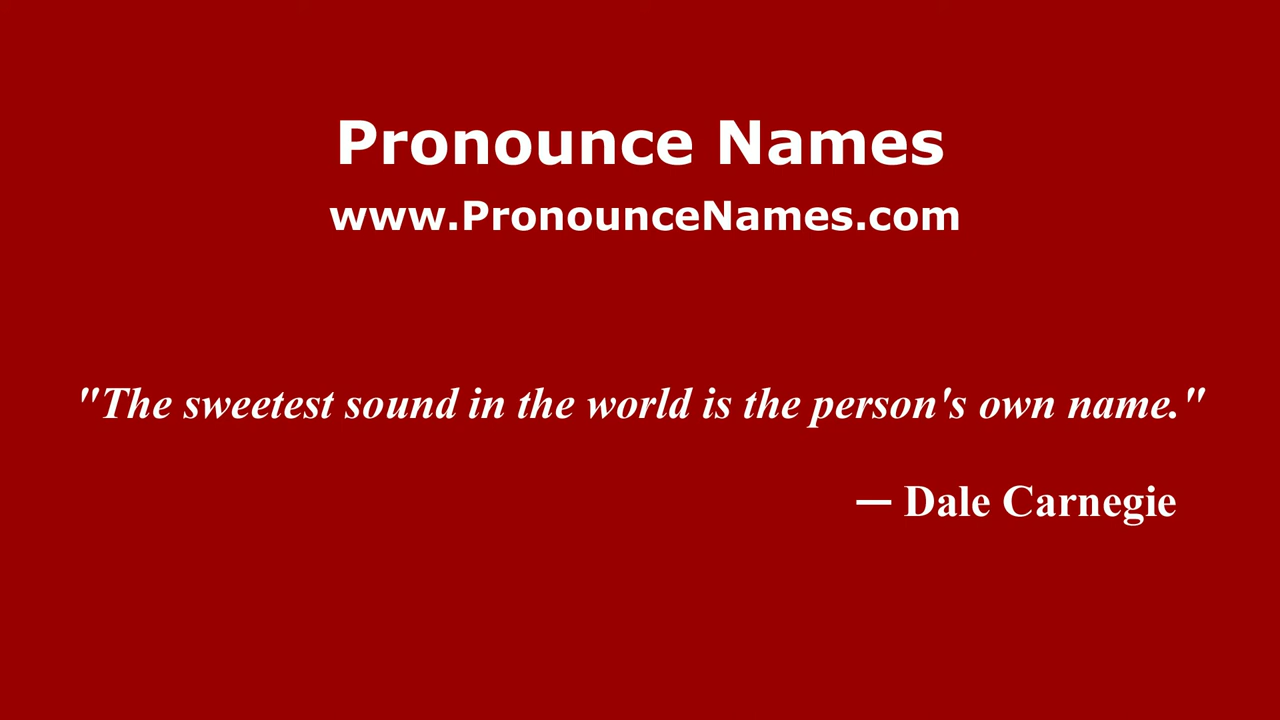 Pronounce Names
www.PronounceNames.com
"The sweetest sound in the world is the person's own name."
— Dale Carnegie